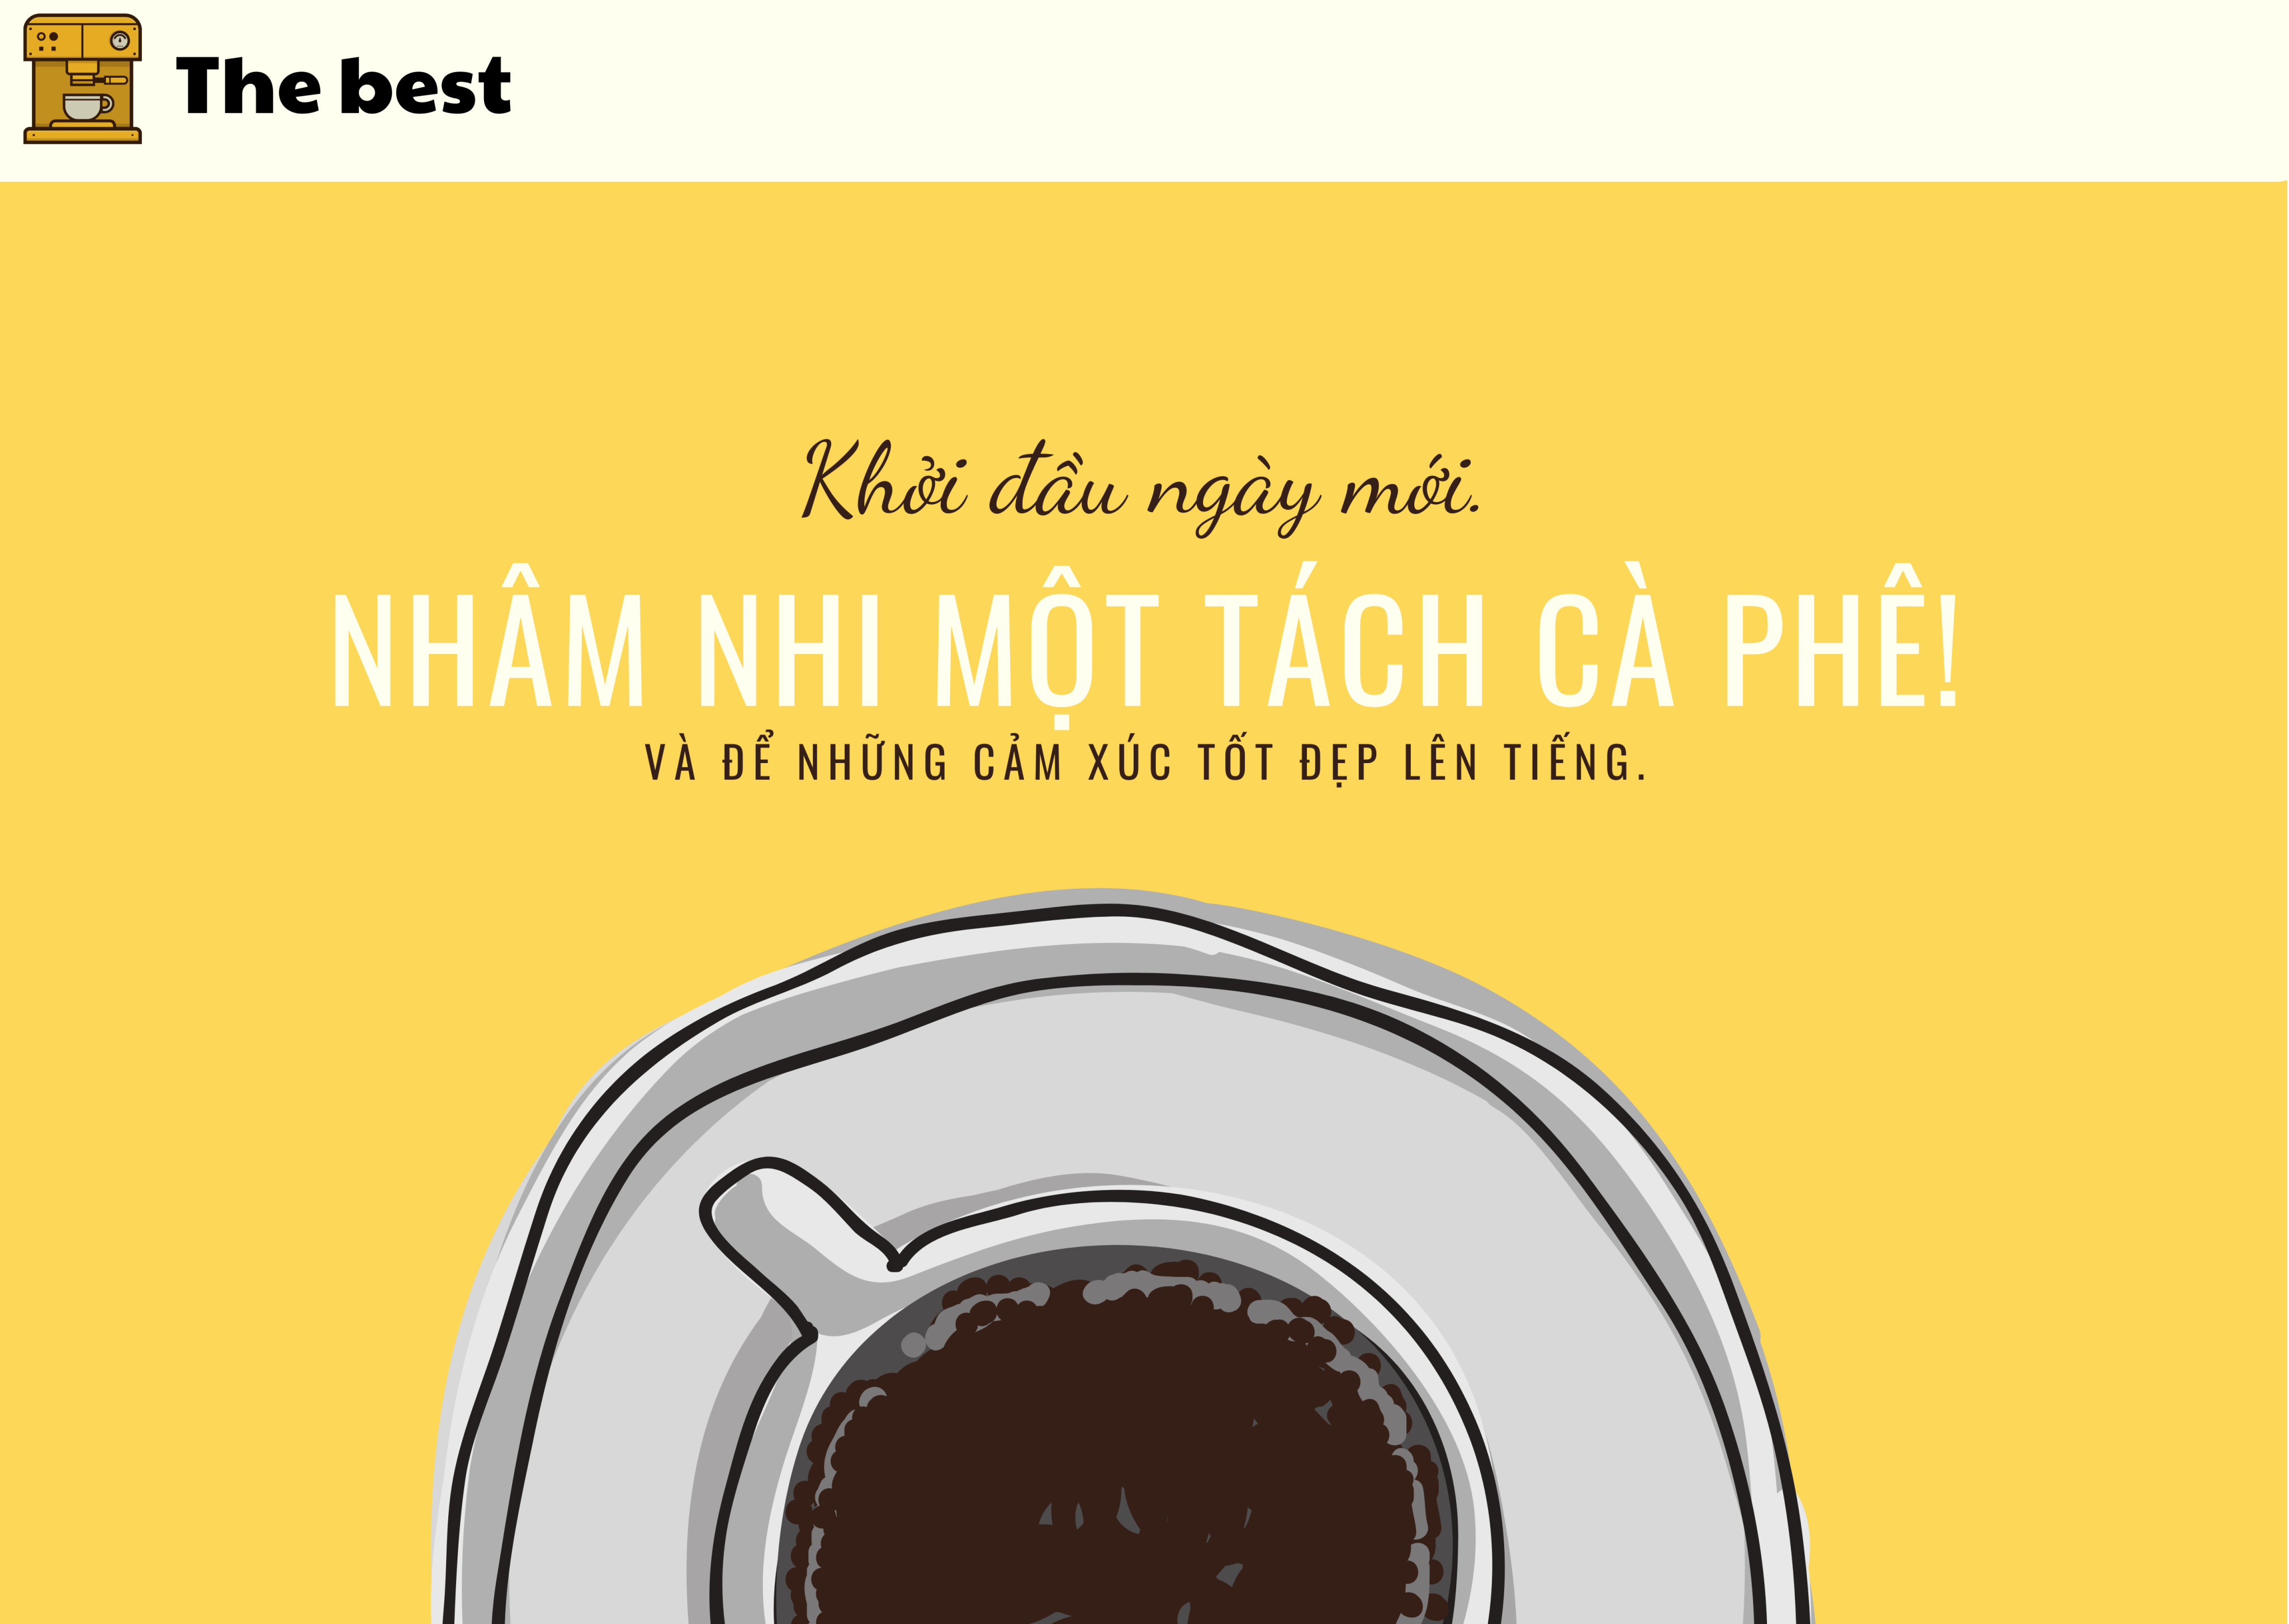 The best
Khởi đầu ngày mới.
NHÂM NHI MỘT TÁCH CÀ PHÊ!
VÀ ĐỂ NHỮNG CẢM XÚC TỐT ĐẸP LÊN TIẾNG.